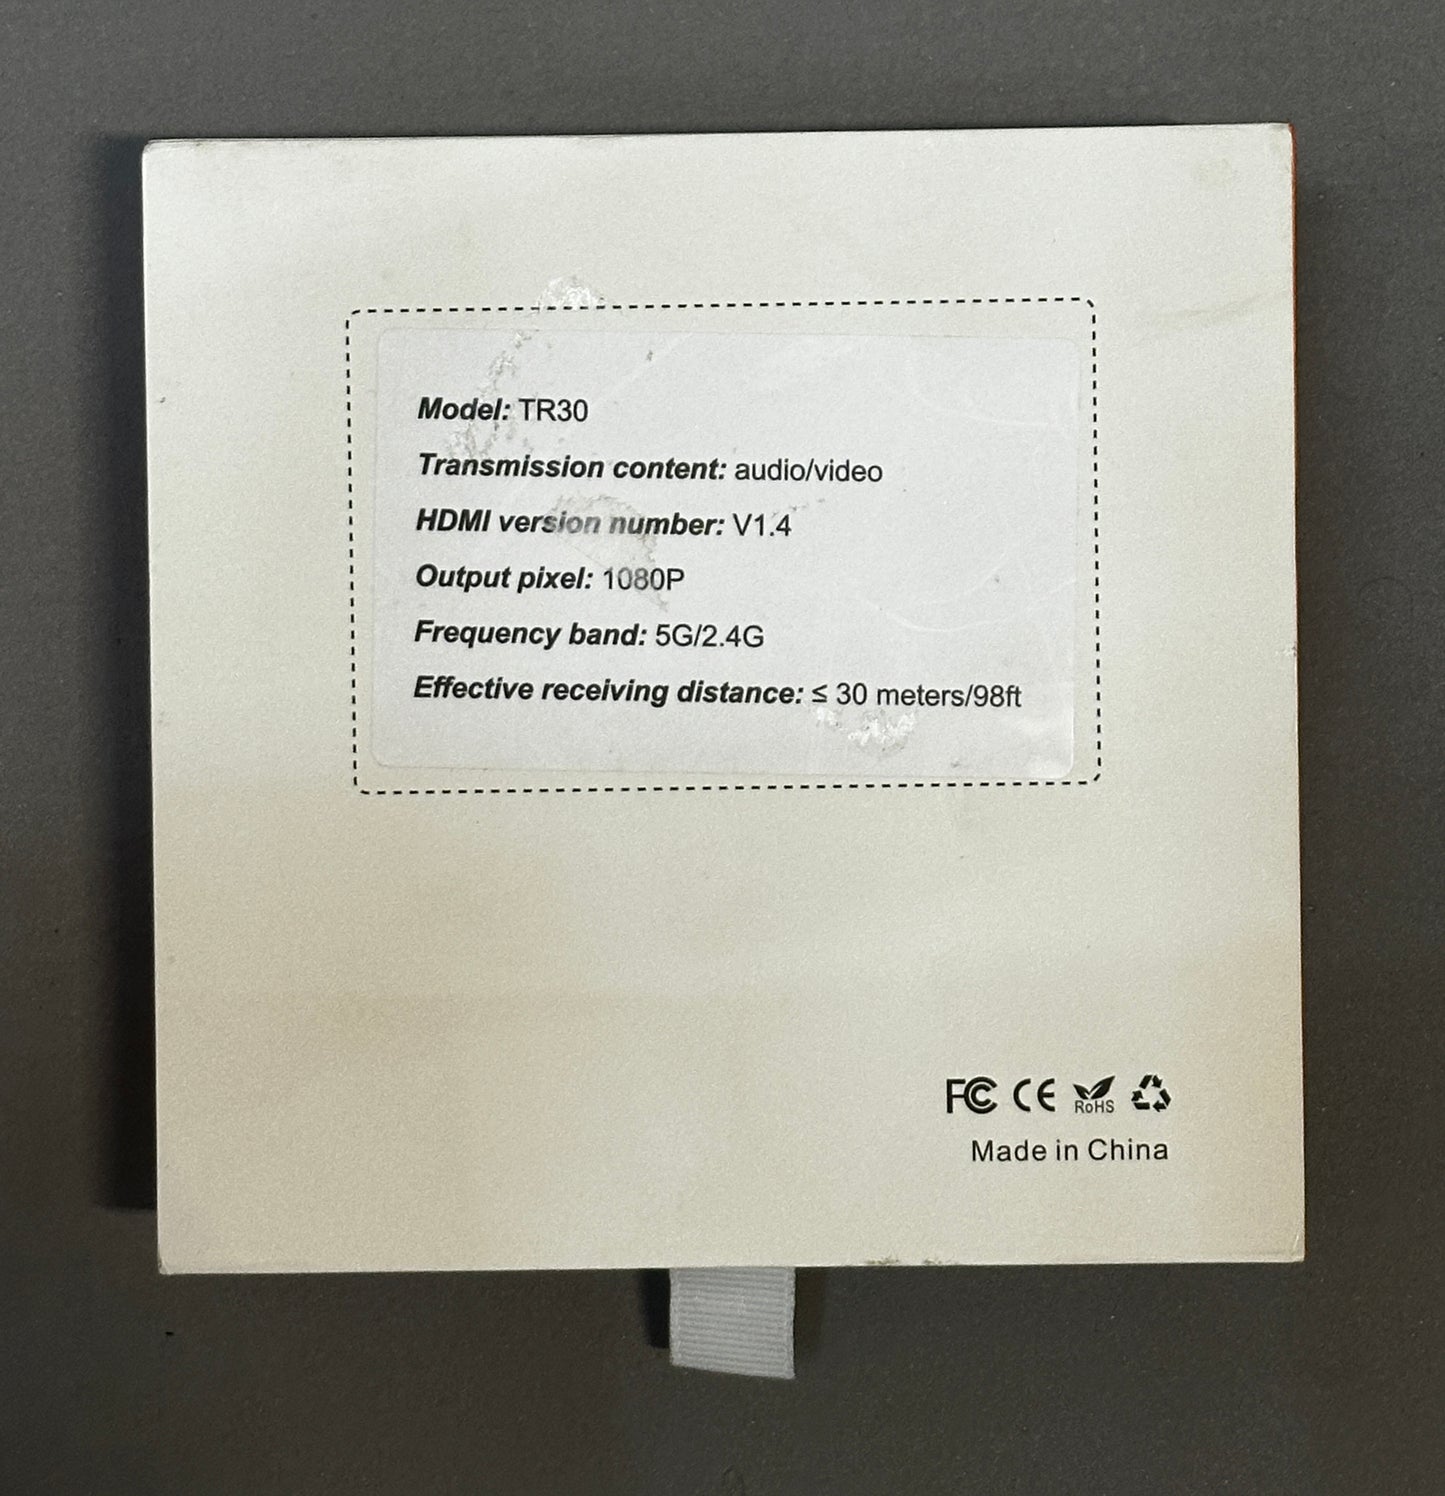 Model: TR30
Transmission content: audio/video
HDMI version number: V1.4
Output pixel: 1080P
Frequency band: 5G/2.4G
Effective receiving distance: ≤ 30 meters/98ft
FC CE RoHS
Made in China